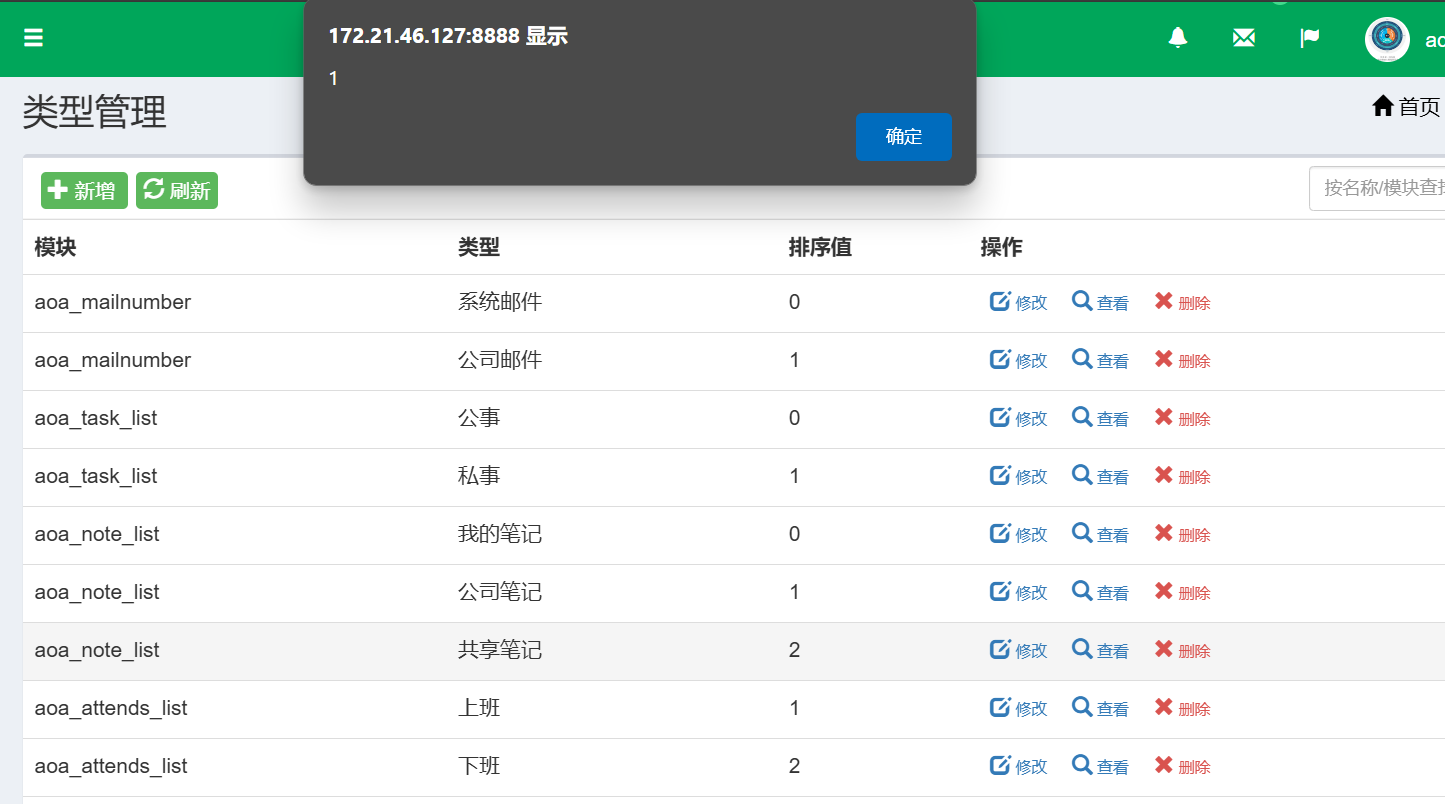 172.21.46.127:8888 显示
1
确定
ao
类型管理
首页
新增 刷新
按名称/模块查找
模块 类型 排序值 操作
aoa_mailnumber 系统邮件 0 修改 查看 删除
aoa_mailnumber 公司邮件 1 修改 查看 删除
aoa_task_list 公事 0 修改 查看 删除
aoa_task_list 私事 1 修改 查看 删除
aoa_note_list 我的笔记 0 修改 查看 删除
aoa_note_list 公司笔记 1 修改 查看 删除
aoa_note_list 共享笔记 2 修改 查看 删除
aoa_attends_list 上班 1 修改 查看 删除
aoa_attends_list 下班 2 修改 查看 删除